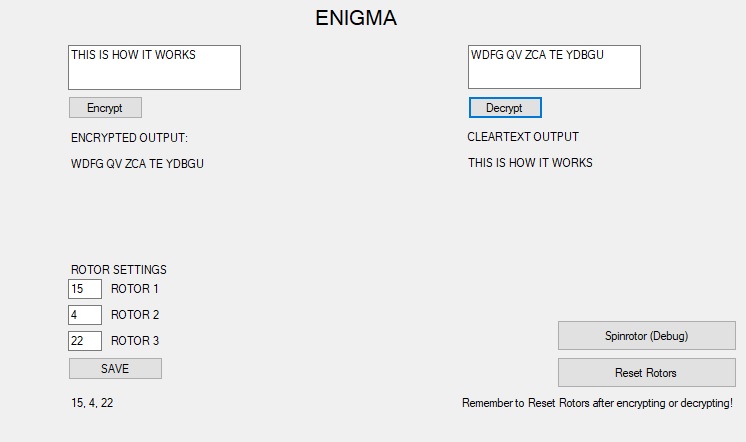 ENIGMA
THIS IS HOW IT WORKS
WDFG QV ZCA TE YDBGU
Encrypt
Decrypt
ENCRYPTED OUTPUT:
CLEARTEXT OUTPUT
WDFG QV ZCA TE YDBGU
THIS IS HOW IT WORKS
ROTOR SETTINGS
15 ROTOR 1
4 ROTOR 2
22 ROTOR 3
Spinrotor (Debug)
SAVE
Reset Rotors
15, 4, 22
Remember to Reset Rotors after encrypting or decrypting!